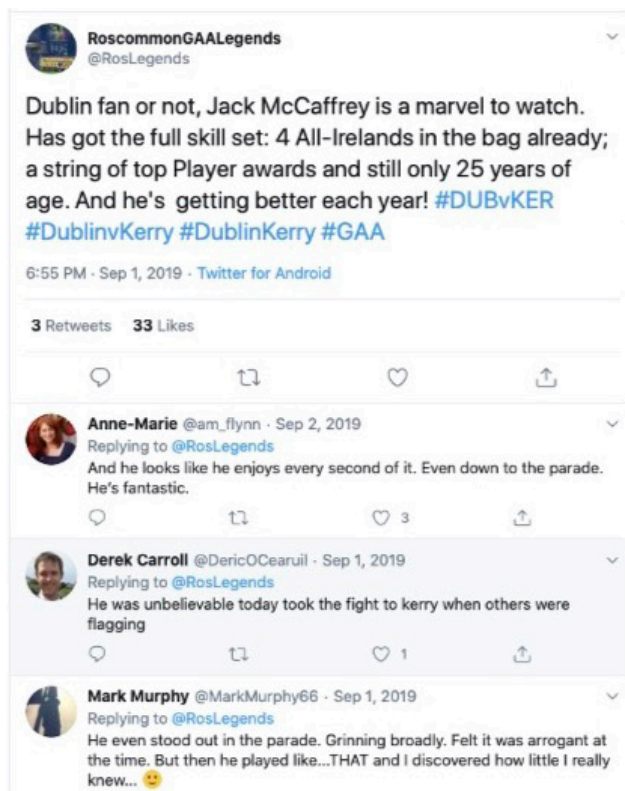 RoscommonGAALegends
@RosLegends
Dublin fan or not, Jack McCaffrey is a marvel to watch.
Has got the full skill set: 4 All-Irelands in the bag already;
a string of top Player awards and still only 25 years of
age. And he's getting better each year! #DUBvKER
#DublinvKerry #DublinKerry #GAA
6:55 PM · Sep 1, 2019 · Twitter for Android
3 Retweets 33 Likes
Anne-Marie @am_flynn · Sep 2, 2019
Replying to @RosLegends
And he looks like he enjoys every second of it. Even down to the parade.
He's fantastic.
3
Derek Carroll @DericOCearuil · Sep 1, 2019
Replying to @RosLegends
He was unbelievable today took the fight to kerry when others were
flagging
1
Mark Murphy @MarkMurphy66 · Sep 1, 2019
Replying to @RosLegends
He even stood out in the parade. Grinning broadly. Felt it was arrogant at
the time. But then he played like...THAT and I discovered how little I really
knew... 🙂